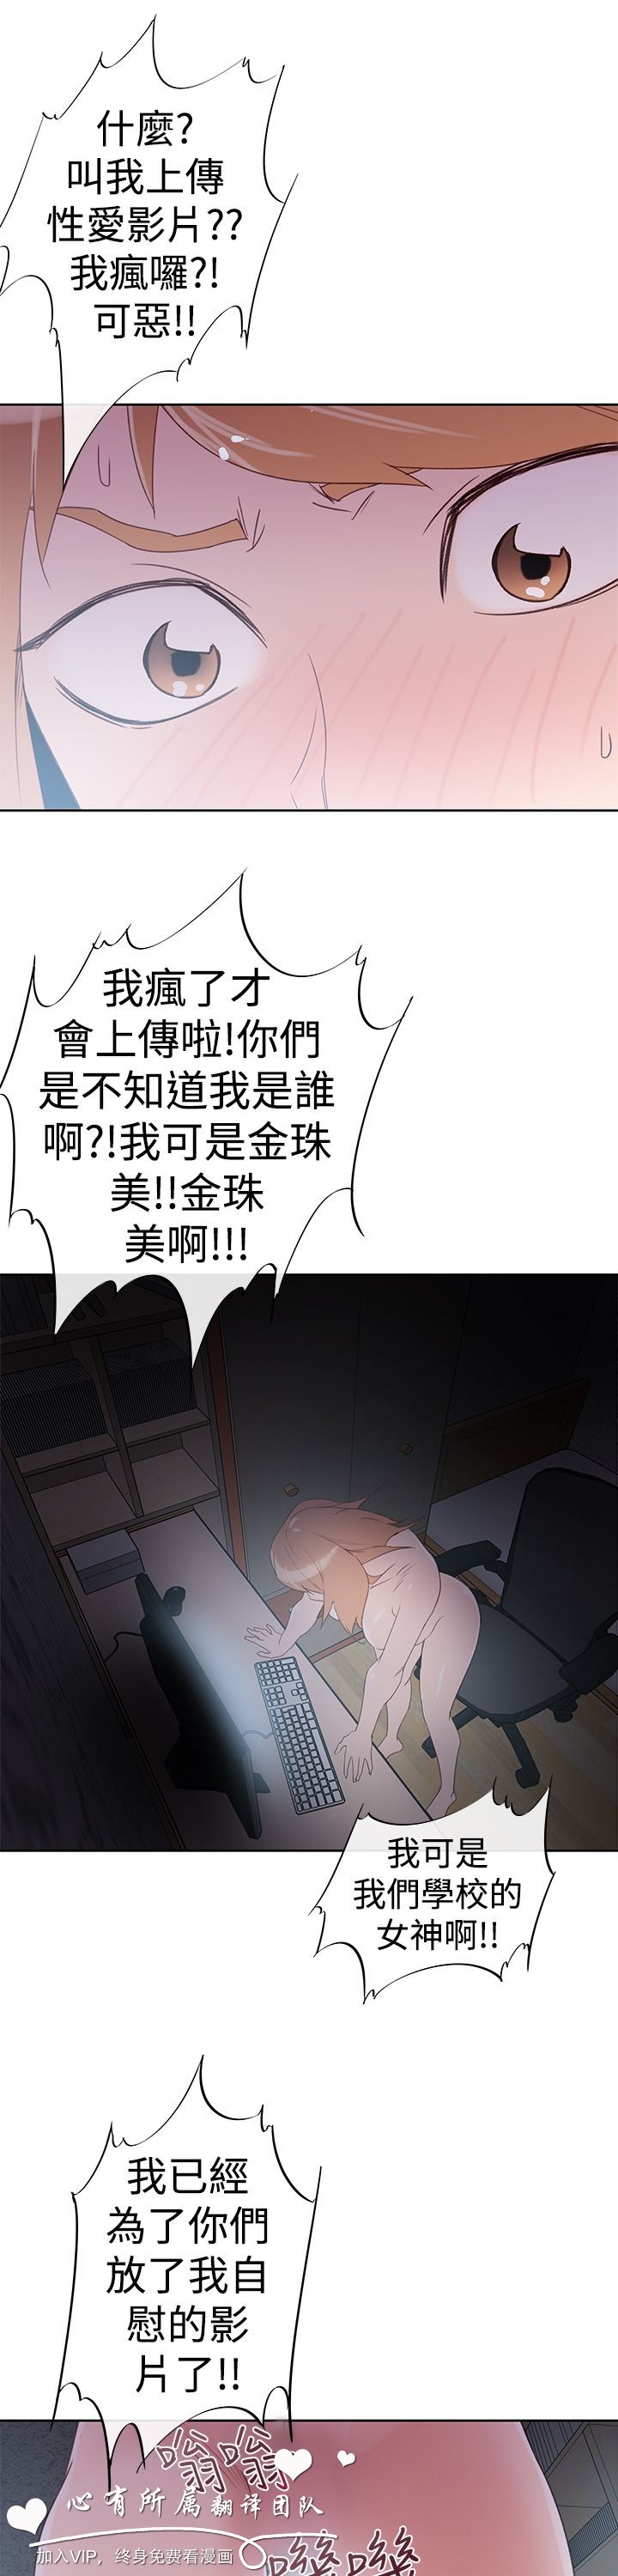 什麼?
叫我上傳
性愛影片??
我瘋囉?!
可惡!!
我瘋了才
會上傳啦!你們
是不知道我是誰
啊?!我可是金珠
美!!金珠
美啊!!!
我可是
我們學校的
女神啊!!
我已經
為了你們
放了我自
慰的影
片了!!
嗡嗡
心有所属翻译团队
加入VIP，终身免费看漫画